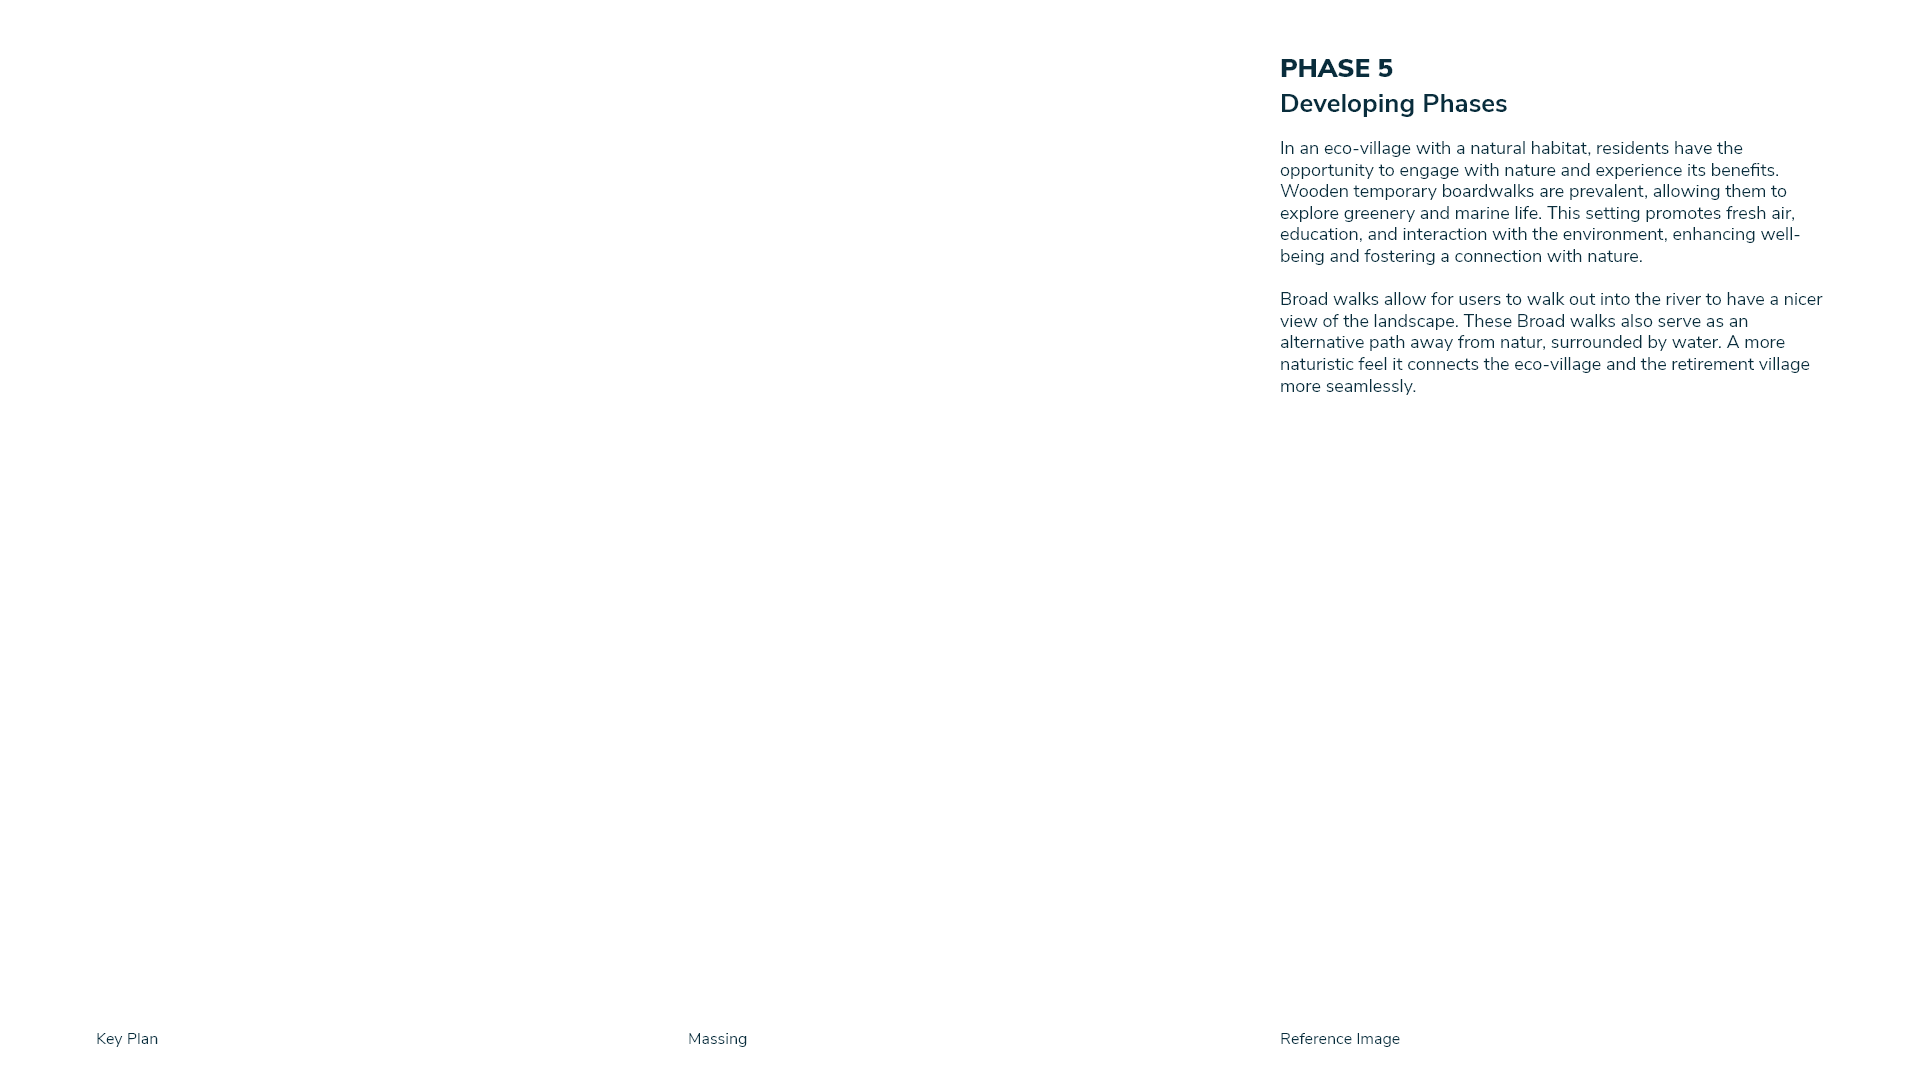 PHASE 5
Developing Phases
In an eco-village with a natural habitat, residents have the
opportunity to engage with nature and experience its benefits.
Wooden temporary boardwalks are prevalent, allowing them to
explore greenery and marine life. This setting promotes fresh air,
education, and interaction with the environment, enhancing well-
being and fostering a connection with nature.
Broad walks allow for users to walk out into the river to have a nicer
view of the landscape. These Broad walks also serve as an
alternative path away from natur, surrounded by water. A more
naturistic feel it connects the eco-village and the retirement village
more seamlessly.
Key Plan
Massing
Reference Image